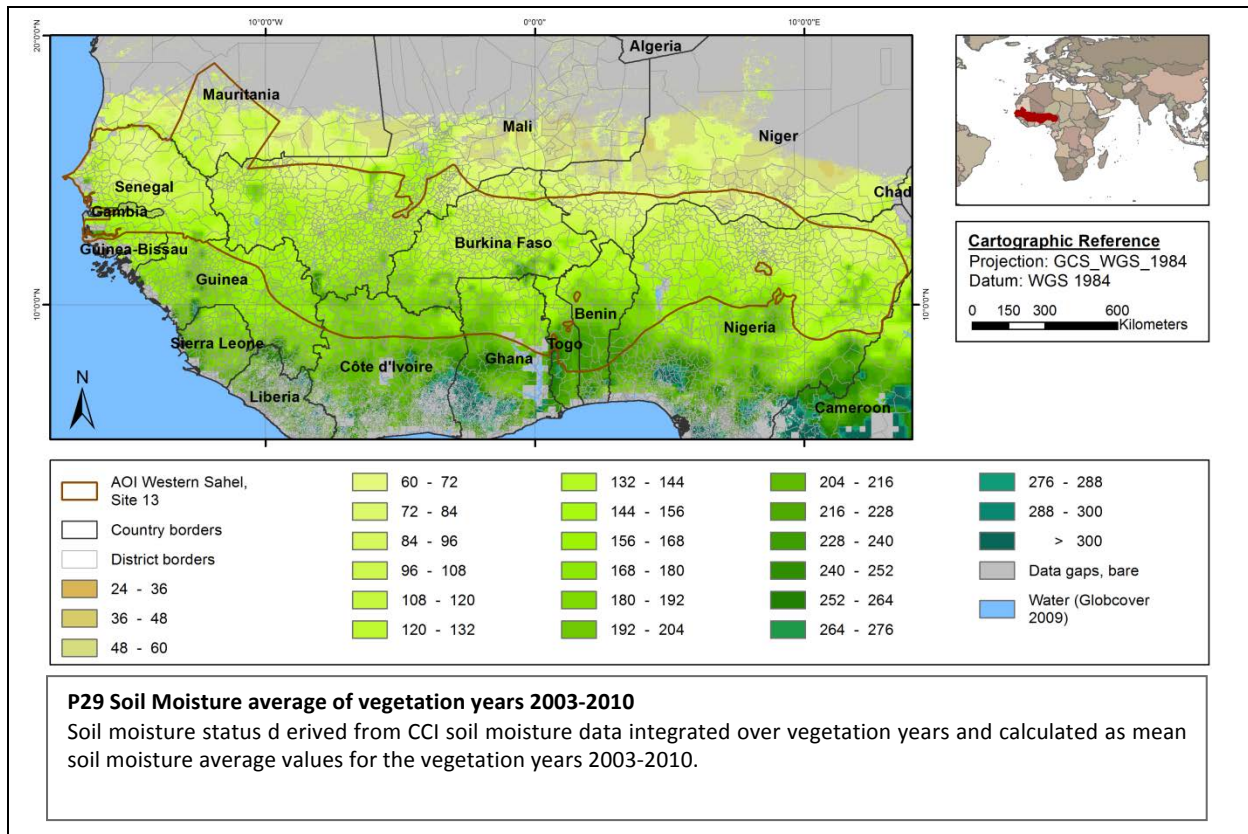 10°0'0"W
0°0'0"
10°0'0"E
20°0'0"N
Algeria
Mauritania
Mali
Niger
Chad
Senegal
Gambia
Burkina Faso
Guinea-Bissau
Guinea
10°0'0"N
10°0'0"N
Benin
Nigeria
Sierra Leone
Togo
Côte d'Ivoire
Ghana
Liberia
Cameroon
N
Cartographic Reference
Projection: GCS_WGS_1984
Datum: WGS 1984
0 150 300 600
Kilometers
AOI Western Sahel,
Site 13
Country borders
District borders
24 - 36
36 - 48
48 - 60
60 - 72
72 - 84
84 - 96
96 - 108
108 - 120
120 - 132
132 - 144
144 - 156
156 - 168
168 - 180
180 - 192
192 - 204
204 - 216
216 - 228
228 - 240
240 - 252
252 - 264
264 - 276
276 - 288
288 - 300
> 300
Data gaps, bare
Water (Globcover
2009)
P29 Soil Moisture average of vegetation years 2003-2010
Soil moisture status d erived from CCI soil moisture data integrated over vegetation years and calculated as mean
soil moisture average values for the vegetation years 2003-2010.